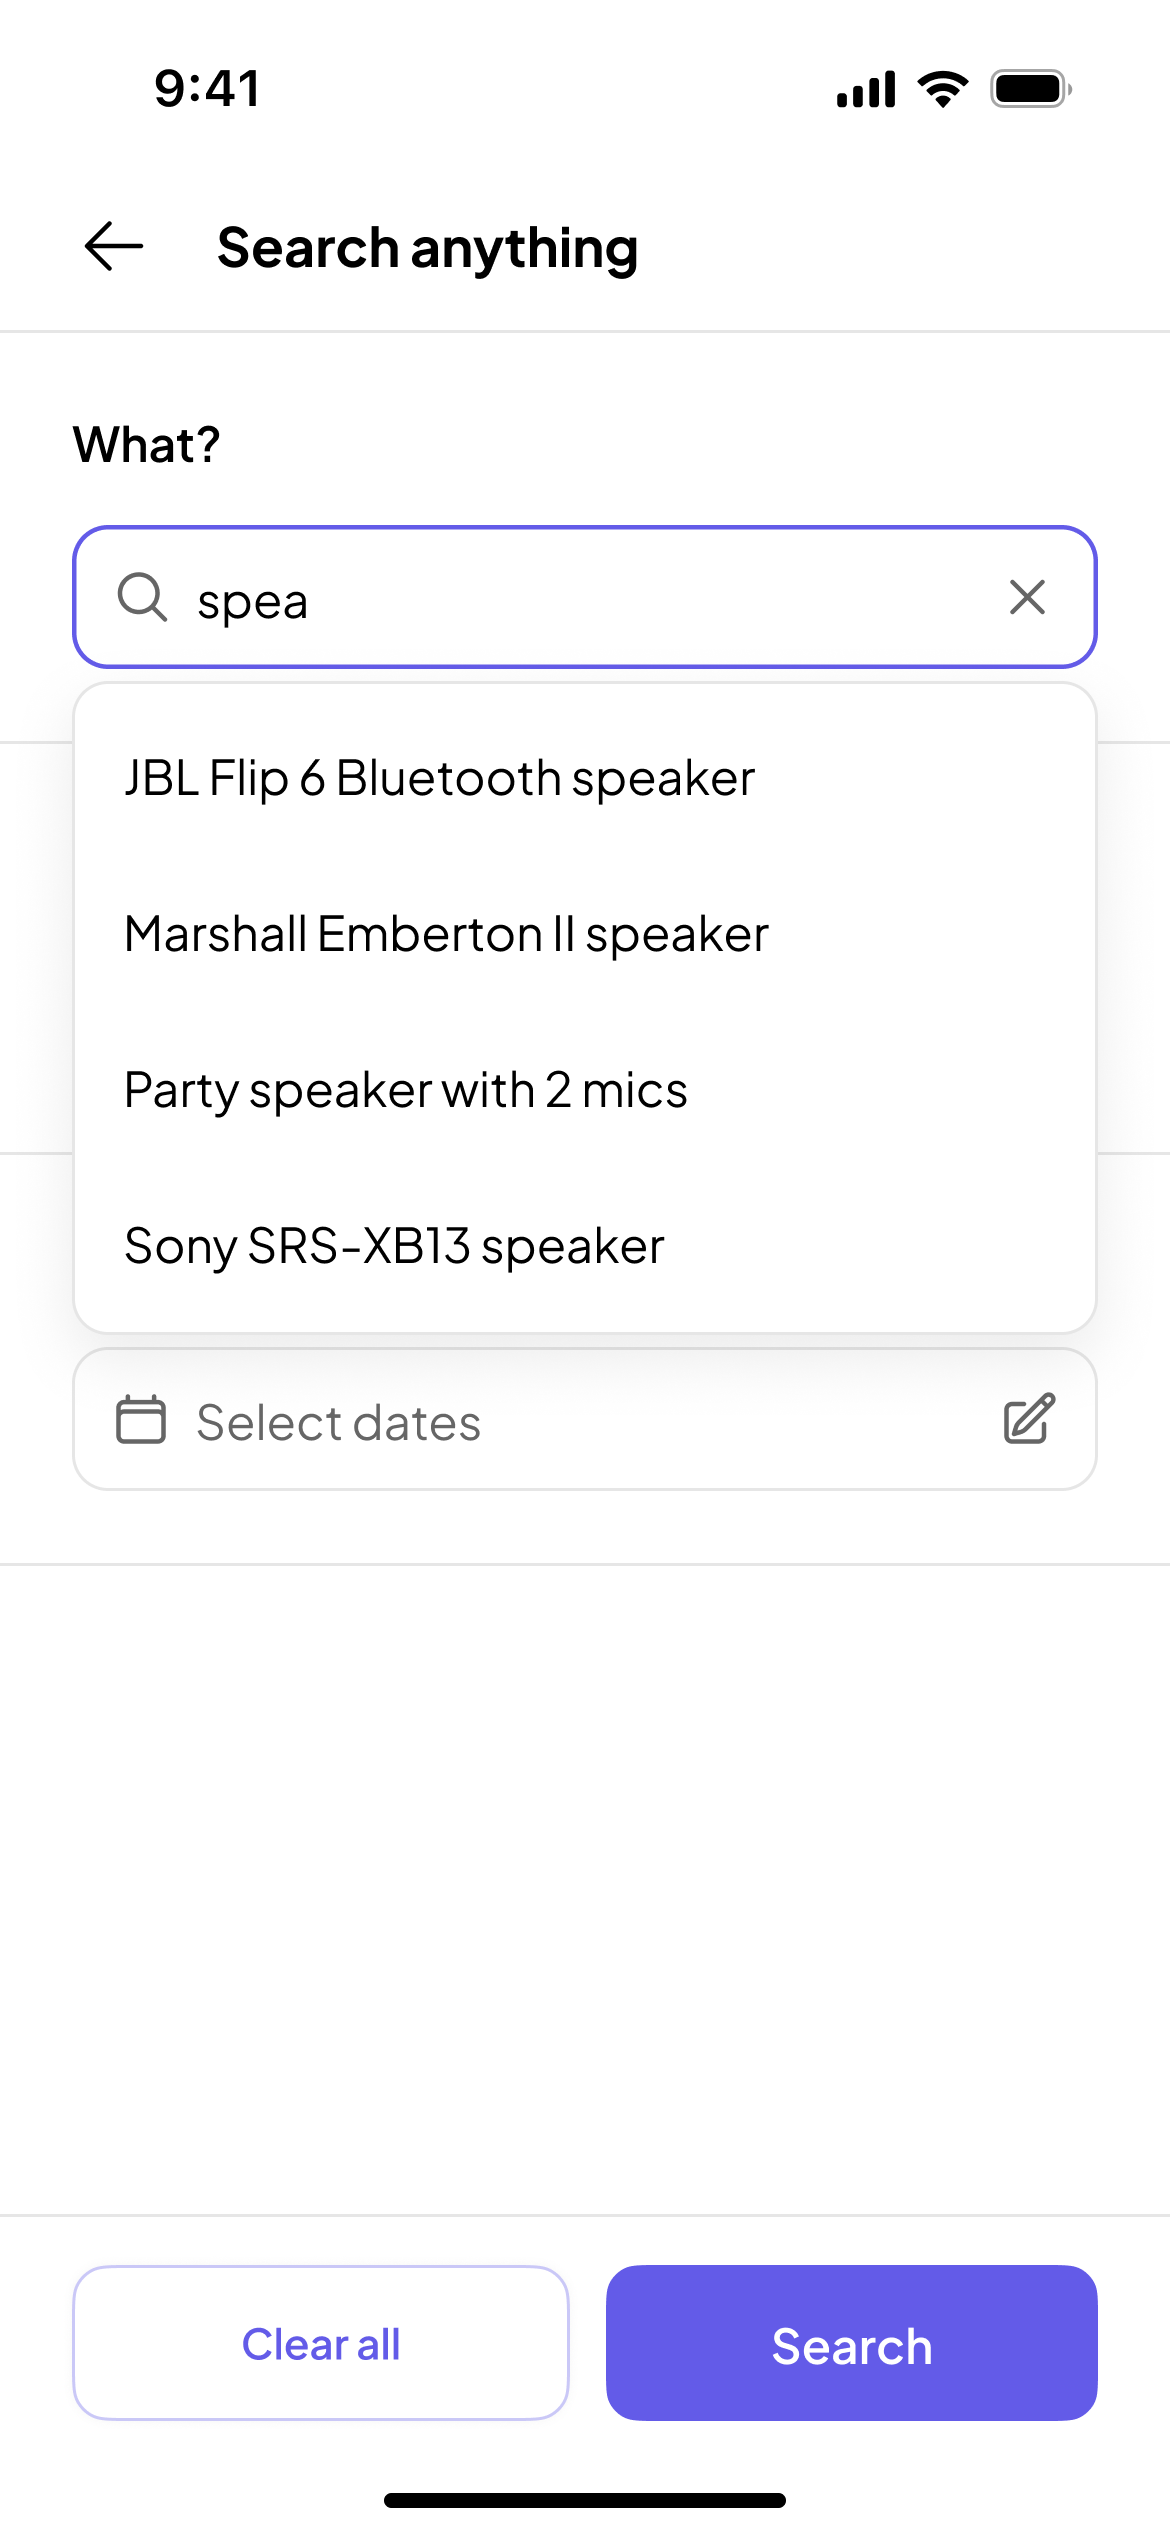 9:41
Search anything
What?
spea
JBL Flip 6 Bluetooth speaker
Marshall Emberton II speaker
Party speaker with 2 mics
Sony SRS-XB13 speaker
Select dates
Clear all
Search